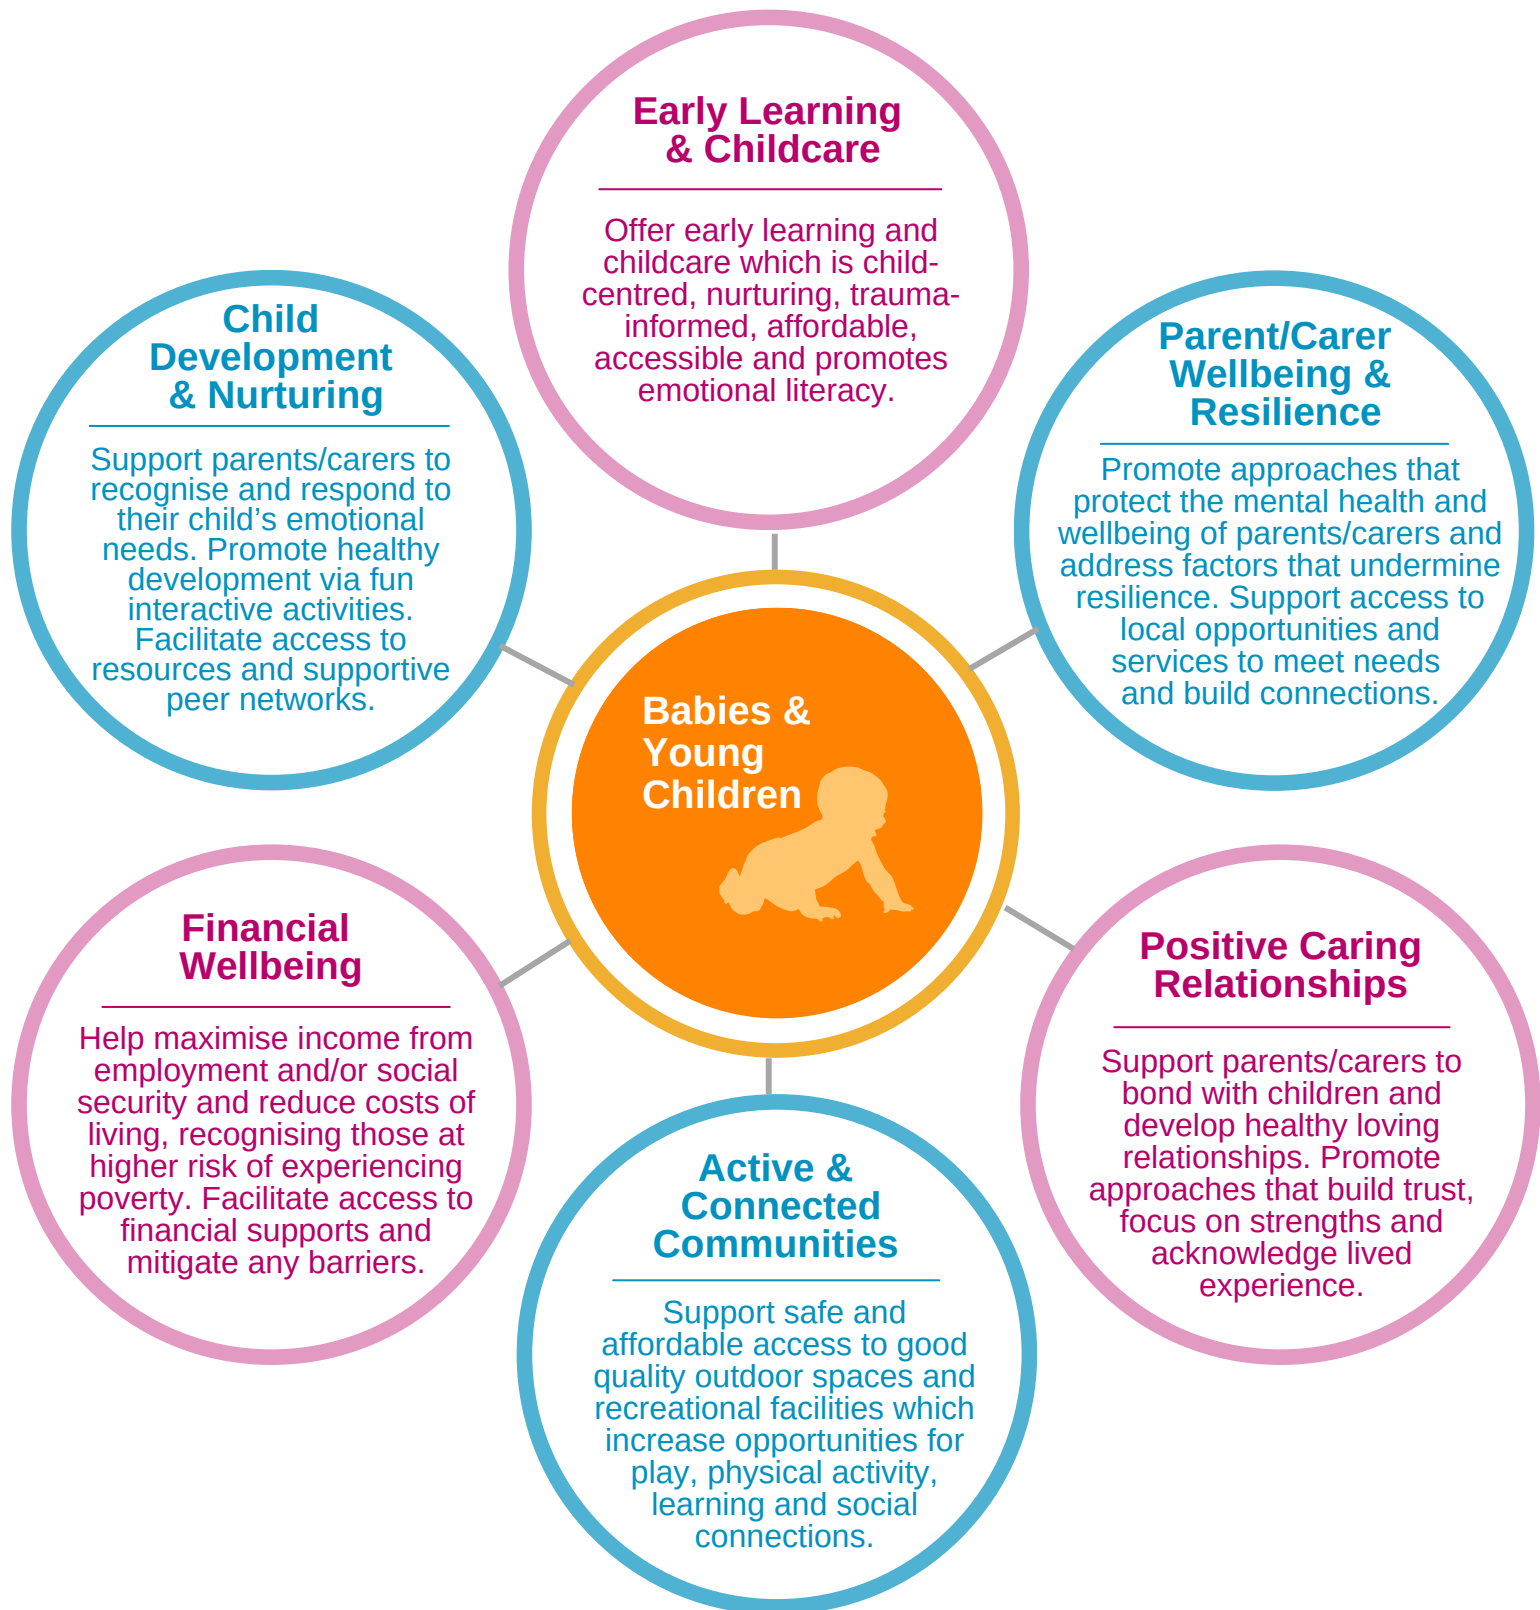 Early Learning
& Childcare
Offer early learning and
childcare which is child-
centred, nurturing, trauma-
informed, affordable,
accessible and promotes
emotional literacy.
Child
Development
& Nurturing
Support parents/carers to
recognise and respond to
their child’s emotional
needs. Promote healthy
development via fun
interactive activities.
Facilitate access to
resources and supportive
peer networks.
Parent/Carer
Wellbeing &
Resilience
Promote approaches that
protect the mental health and
wellbeing of parents/carers and
address factors that undermine
resilience. Support access to
local opportunities and
services to meet needs
and build connections.
Babies &
Young
Children
Financial
Wellbeing
Help maximise income from
employment and/or social
security and reduce costs of
living, recognising those at
higher risk of experiencing
poverty. Facilitate access to
financial supports and
mitigate any barriers.
Positive Caring
Relationships
Support parents/carers to
bond with children and
develop healthy loving
relationships. Promote
approaches that build trust,
focus on strengths and
acknowledge lived
experience.
Active &
Connected
Communities
Support safe and
affordable access to good
quality outdoor spaces and
recreational facilities which
increase opportunities for
play, physical activity,
learning and social
connections.